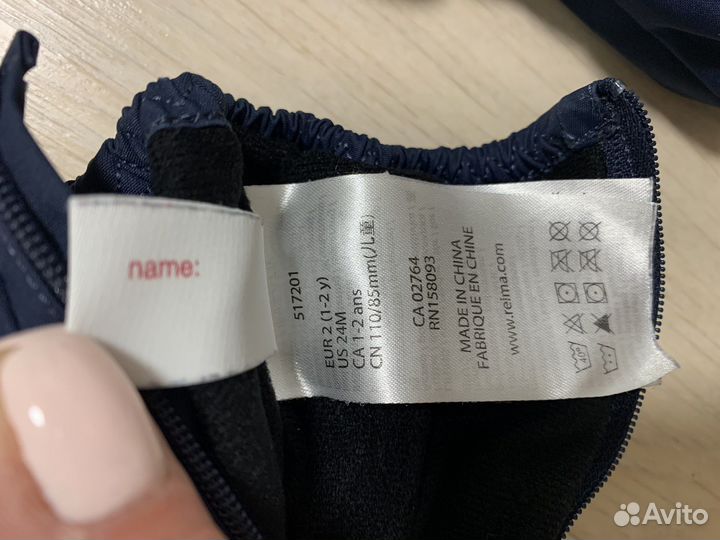 name:
517201
EUR 2 (1-2 y)
US 24M
CA 1-2 ans
CN 110/85mm(儿童)
CA 02764
RN158093
MADE IN CHINA
FABRIQUE EN CHINE
www.reima.com
40°
Avito